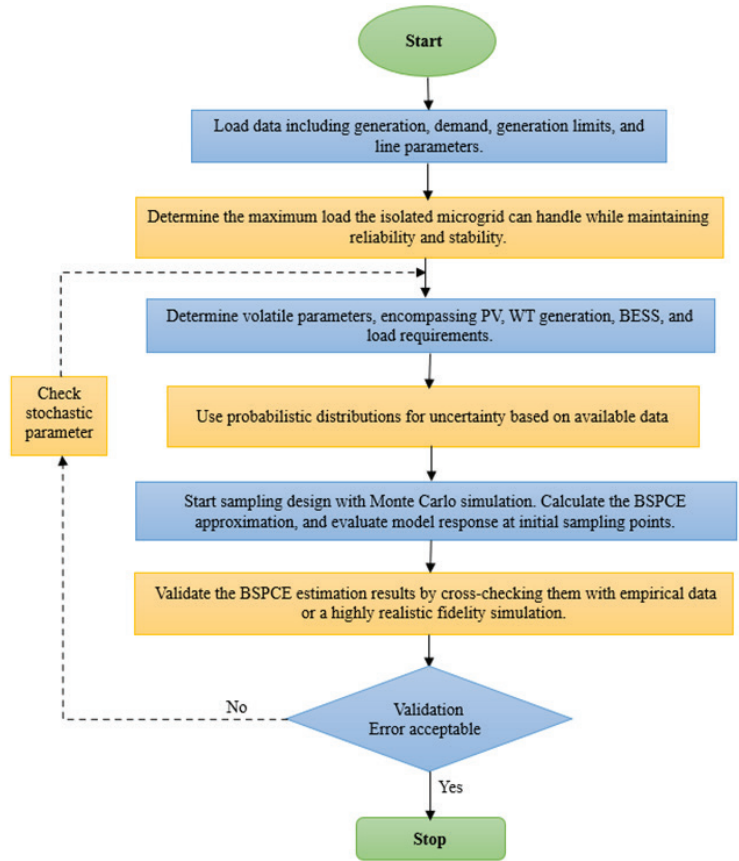 Start
Load data including generation, demand, generation limits, and
line parameters.
Determine the maximum load the isolated microgrid can handle while maintaining
reliability and stability.
Determine volatile parameters, encompassing PV, WT generation, BESS, and
load requirements.
Check
stochastic
parameter
Use probabilistic distributions for uncertainty based on available data
Start sampling design with Monte Carlo simulation. Calculate the BSPCE
approximation, and evaluate model response at initial sampling points.
Validate the BSPCE estimation results by cross-checking them with empirical data
or a highly realistic fidelity simulation.
No
Validation
Error acceptable
Yes
Stop